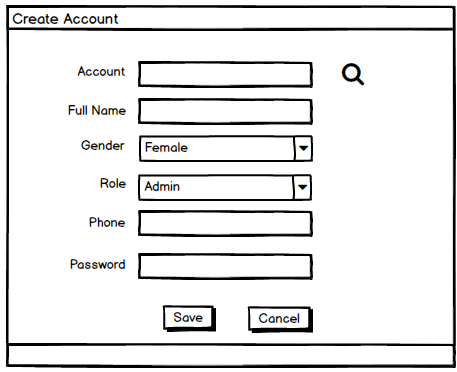 Create Account
Account
Full Name
Gender Female
Role Admin
Phone
Password
Save Cancel